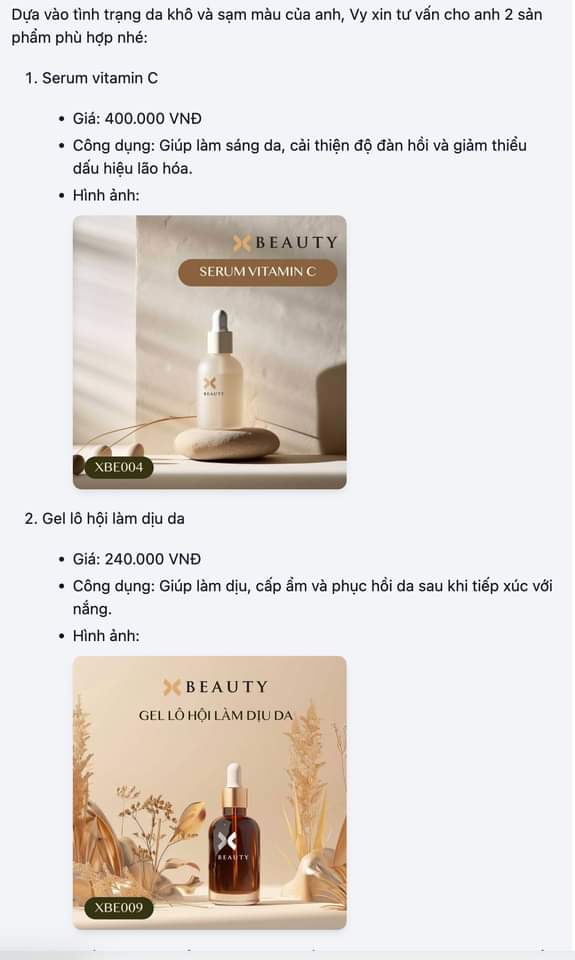 Dựa vào tình trạng da khô và sạm màu của anh, Vy xin tư vấn cho anh 2 sản
phẩm phù hợp nhé:
1. Serum vitamin C
• Giá: 400.000 VNĐ
• Công dụng: Giúp làm sáng da, cải thiện độ đàn hồi và giảm thiểu
dấu hiệu lão hóa.
• Hình ảnh:
BEAUTY
SERUM VITAMIN C
BEAUTY
XBE004
2. Gel lô hội làm dịu da
• Giá: 240.000 VNĐ
• Công dụng: Giúp làm dịu, cấp ẩm và phục hồi da sau khi tiếp xúc với
nắng.
• Hình ảnh:
BEAUTY
GEL LÔ HỘI LÀM DỊU DA
BEAUTY
XBE009